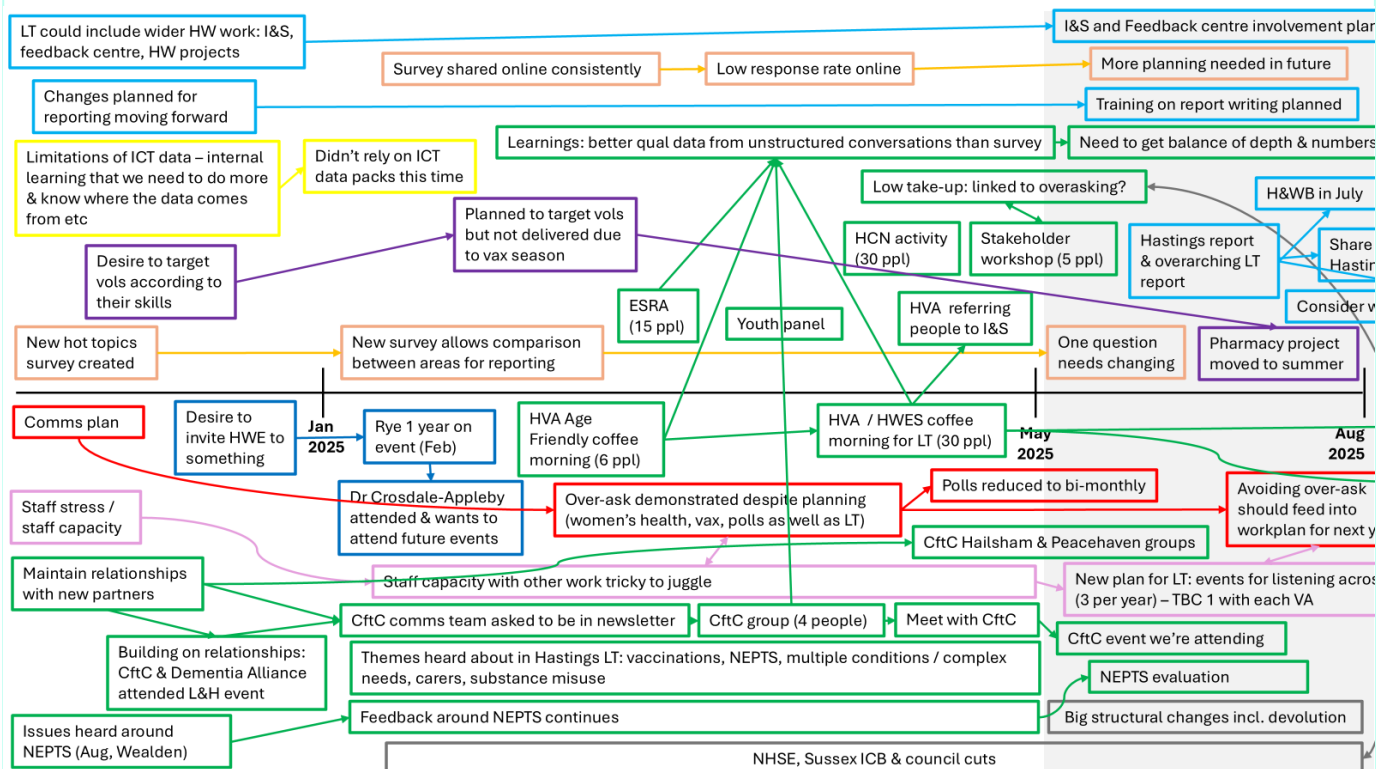 LT could include wider HW work: I&S,
feedback centre, HW projects
I&S and Feedback centre involvement
Survey shared online consistently
Low response rate online
More planning needed in future
Changes planned for
reporting moving forward
Training on report writing planned
Learnings: better qual data from unstructured conversations than survey
Need to get balance of depth & numbers
Limitations of ICT data – internal
learning that we need to do more
& know where the data comes
from etc
Didn't rely on ICT
data packs this time
Low take-up: linked to overasking?
H&WB in July
Planned to target vols
but not delivered due
to vax season
HCN activity
(30 ppl)
Stakeholder
workshop (5 ppl)
Hastings report
& overarching LT
report
Share
Desire to target
vols according to
their skills
ESRA
(15 ppl)
Youth panel
HVA referring
people to I&S
Consider
New hot topics
survey created
New survey allows comparison
between areas for reporting
One question
needs changing
Pharmacy project
moved to summer
Comms plan
Desire to
invite HWE to
something
Jan
2025
Rye 1 year on
event (Feb)
HVA Age
Friendly coffee
morning (6 ppl)
HVA / HWES coffee
morning for LT (30 ppl)
May
2025
Aug
2025
Dr Crosdale-Appleby
attended & wants to
attend future events
Over-ask demonstrated despite planning
(women's health, vax, polls as well as LT)
Polls reduced to bi-monthly
Avoiding over-ask
should feed into
workplan for next
Staff stress /
staff capacity
CftC Hailsham & Peacehaven groups
Maintain relationships
with new partners
Staff capacity with other work tricky to juggle
New plan for LT: events for listening
(3 per year) – TBC 1 with each VA
CftC comms team asked to be in newsletter
CftC group (4 people)
Meet with CftC
CftC event we're attending
Building on relationships:
CftC & Dementia Alliance
attended L&H event
Themes heard about in Hastings LT: vaccinations, NEPTS, multiple conditions / complex
needs, carers, substance misuse
NEPTS evaluation
Issues heard around
NEPTS (Aug, Wealden)
Feedback around NEPTS continues
Big structural changes incl. devolution
NHSE, Sussex ICB & council cuts